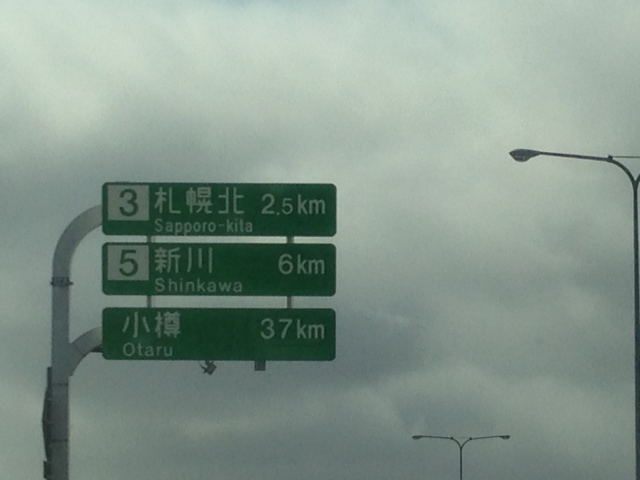 3 札幌北 2.5km
Sapporo-kita
5 新川 6km
Shinkawa
小樽 37km
Otaru